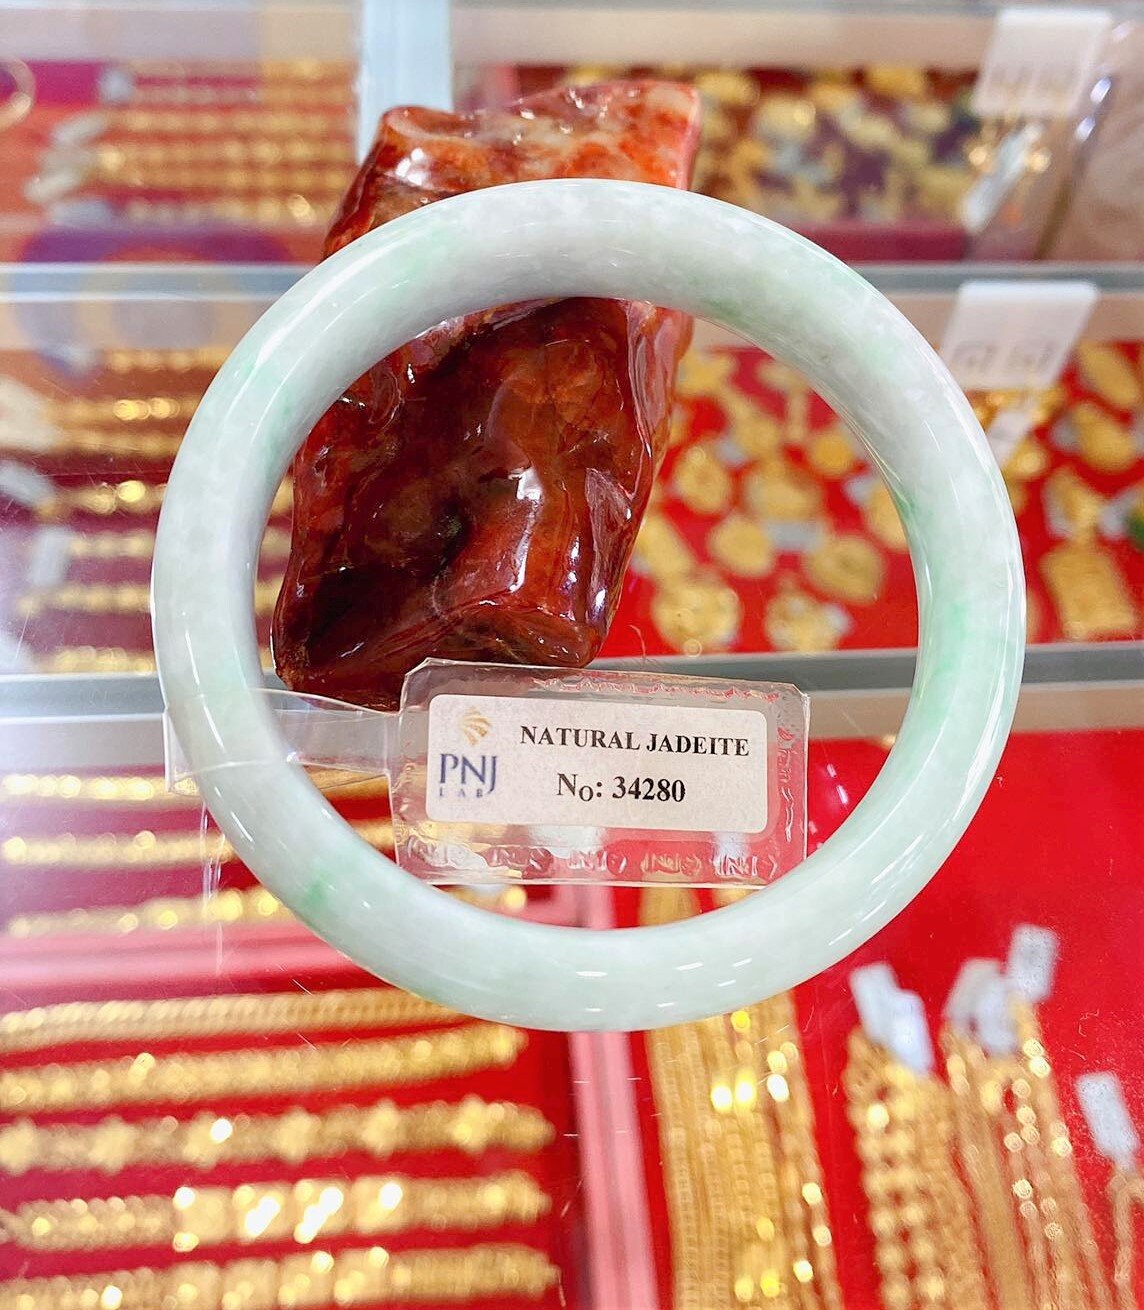 NATURAL JADEITE
PNJ
LAB
No: 34280